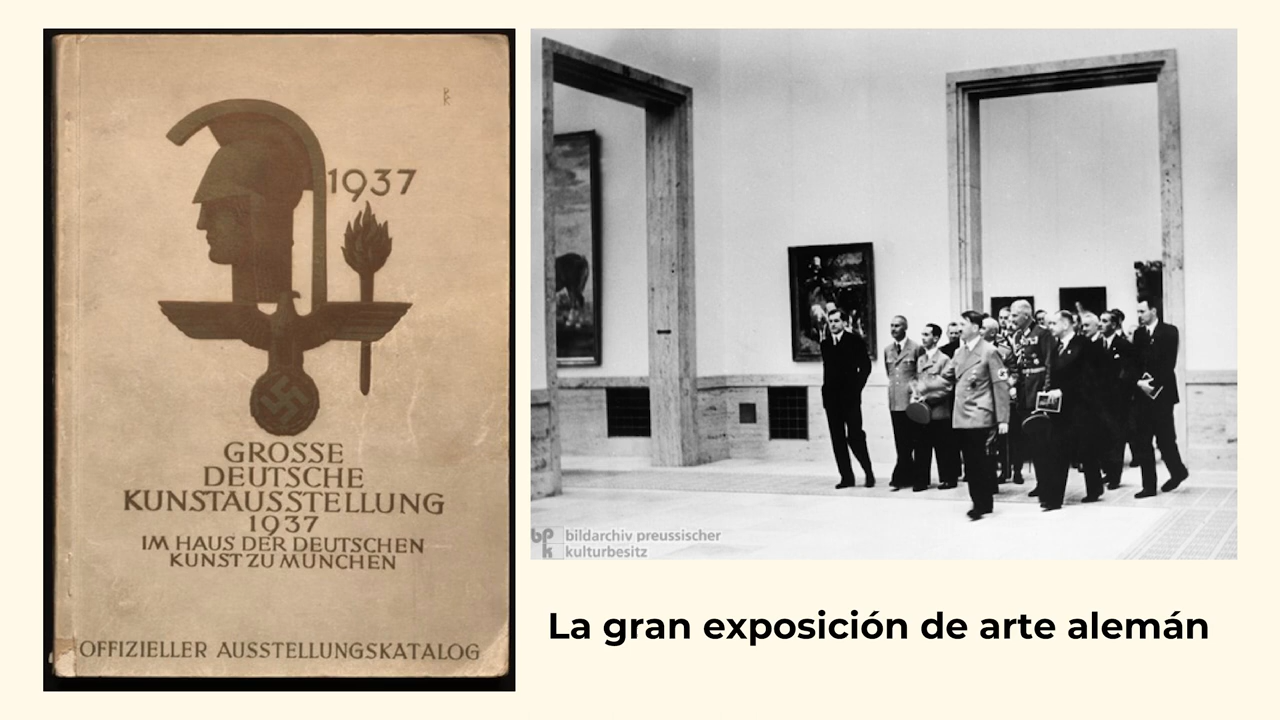 1937
GROSSE
DEUTSCHE
KUNSTAUSSTELLUNG
1937
IM HAUS DER DEUTSCHEN
KUNST ZU MÜNCHEN
OFFIZIELLER AUSSTELLUNGSKATALOG
bpk
bildarchiv preussischer
kulturbesitz
La gran exposición de arte alemán